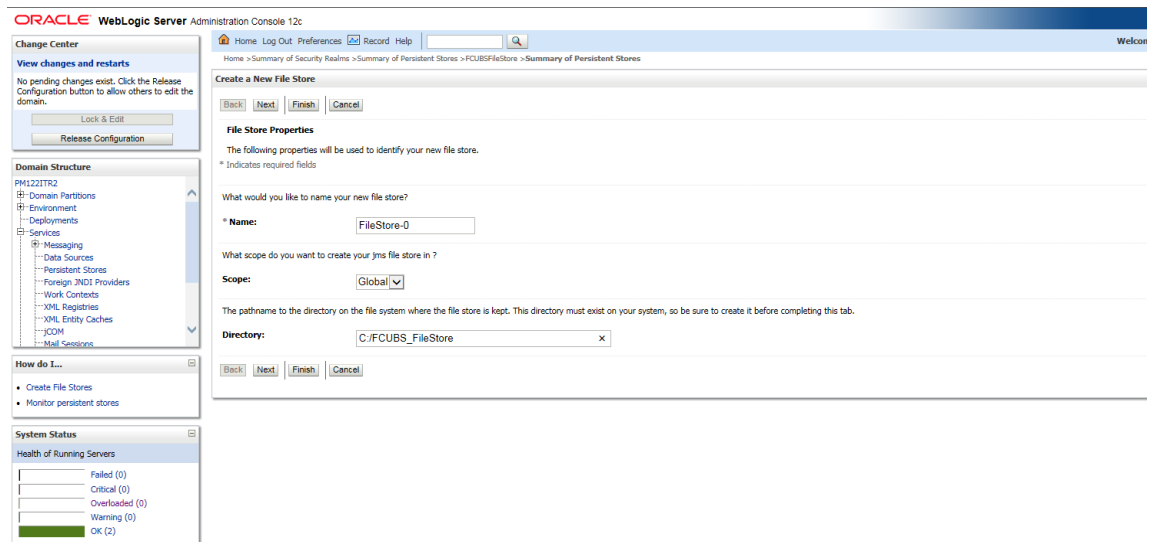 ORACLE WebLogic Server Administration Console 12c
Change Center
View changes and restarts
No pending changes exist. Click the Release
Configuration button to allow others to edit the
domain.
Lock & Edit
Release Configuration
Domain Structure
PM122ITR2
Domain Partitions
Environment
Deployments
Services
Messaging
Data Sources
Persistent Stores
Foreign JNDI Providers
Work Contexts
XML Registries
XML Entity Caches
jCOM
Mail Sessions
How do I...
Create File Stores
Monitor persistent stores
System Status
Health of Running Servers
Failed (0)
Critical (0)
Overloaded (0)
Warning (0)
OK (2)
Home Log Out Preferences Record Help
Welcom
Home >Summary of Security Realms >Summary of Persistent Stores >FCUBSFileStore >Summary of Persistent Stores
Create a New File Store
Back Next Finish Cancel
File Store Properties
The following properties will be used to identify your new file store.
* Indicates required fields
What would you like to name your new file store?
* Name: FileStore-0
What scope do you want to create your jms file store in ?
Scope: Global
The pathname to the directory on the file system where the file store is kept. This directory must exist on your system, so be sure to create it before completing this tab.
Directory: C:/FCUBS_FileStore ×
Back Next Finish Cancel